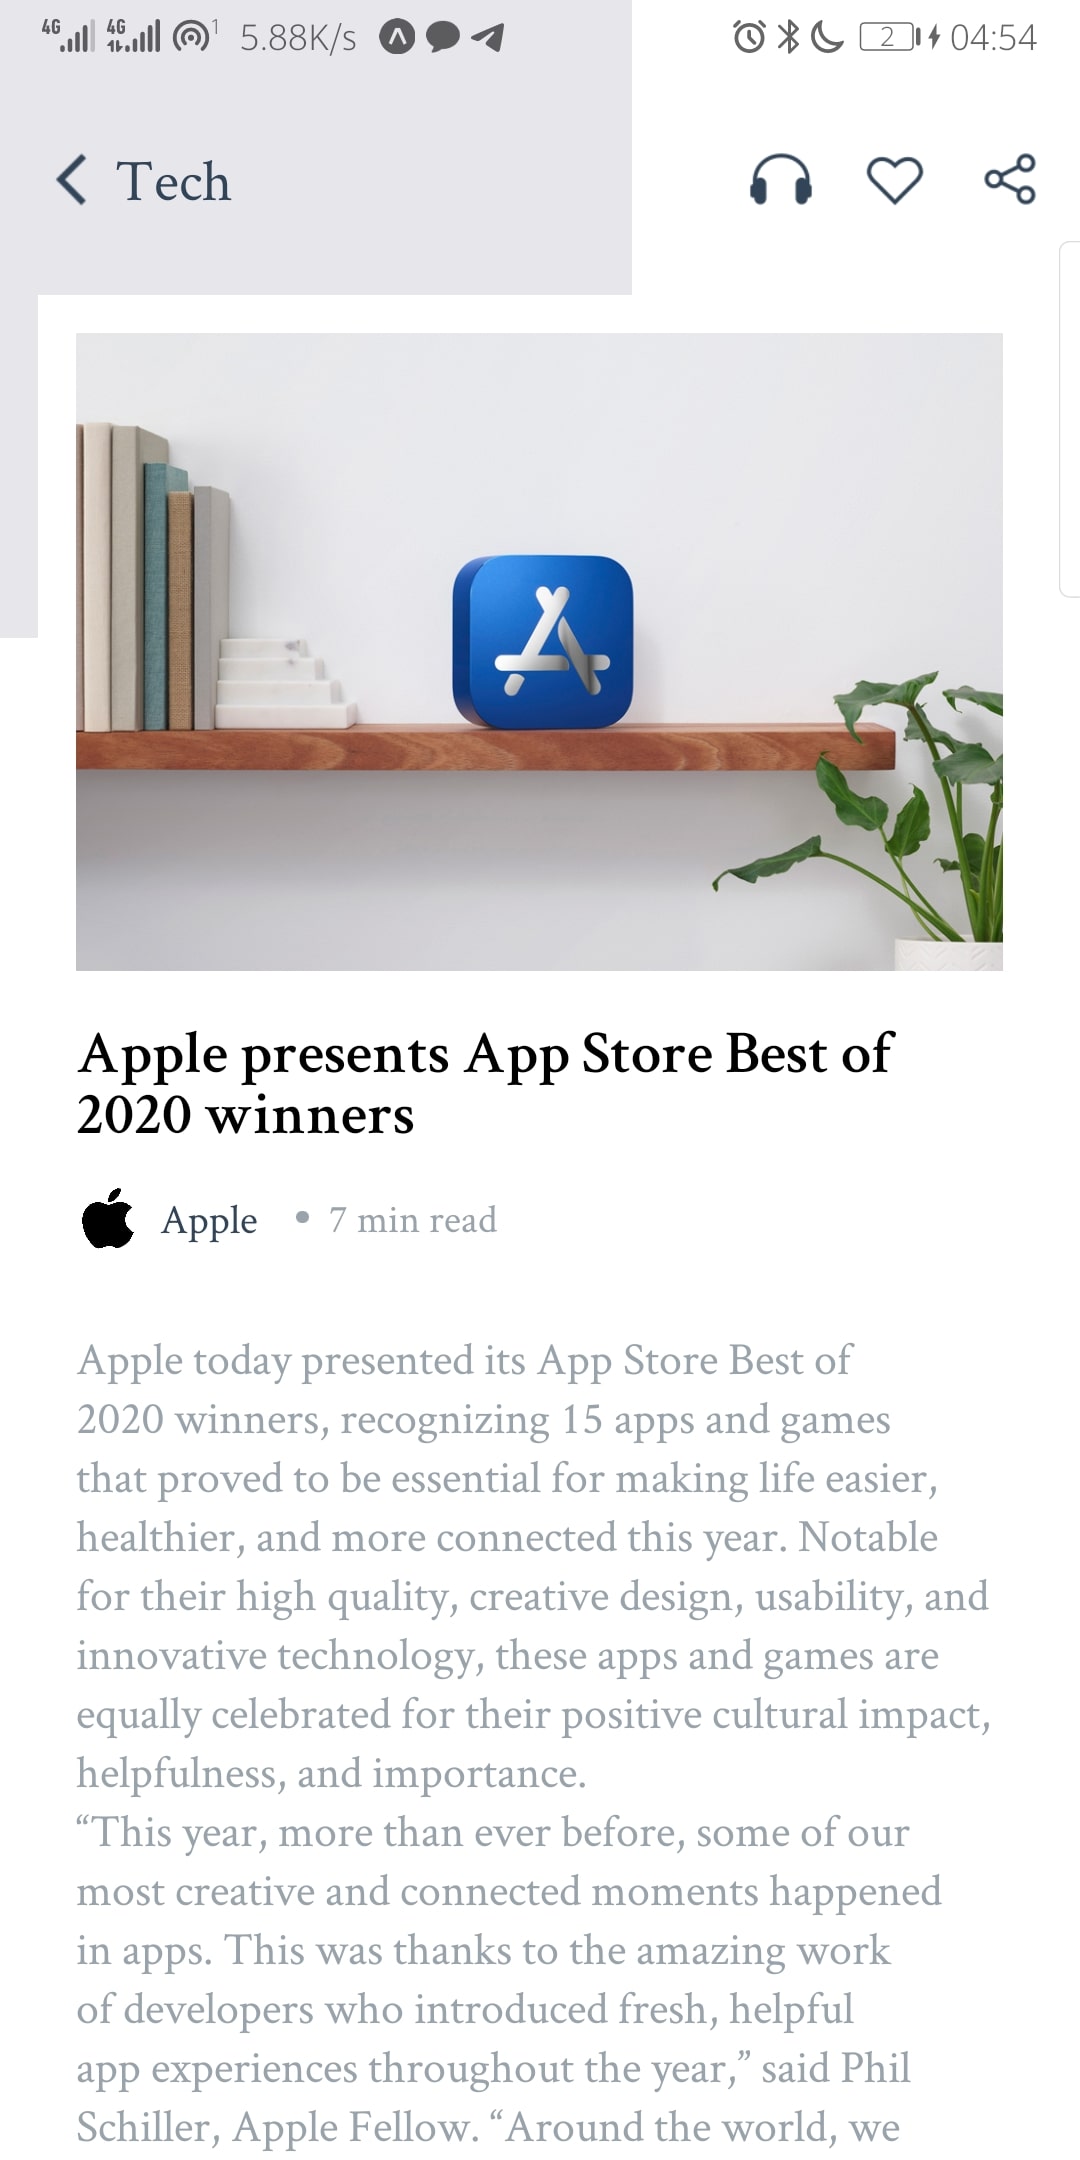 4G 4G 1 5.88K/s 2 04:54
Tech
Apple presents App Store Best of
2020 winners
Apple • 7 min read
Apple today presented its App Store Best of
2020 winners, recognizing 15 apps and games
that proved to be essential for making life easier,
healthier, and more connected this year. Notable
for their high quality, creative design, usability, and
innovative technology, these apps and games are
equally celebrated for their positive cultural impact,
helpfulness, and importance.
“This year, more than ever before, some of our
most creative and connected moments happened
in apps. This was thanks to the amazing work
of developers who introduced fresh, helpful
app experiences throughout the year,” said Phil
Schiller, Apple Fellow. “Around the world, we